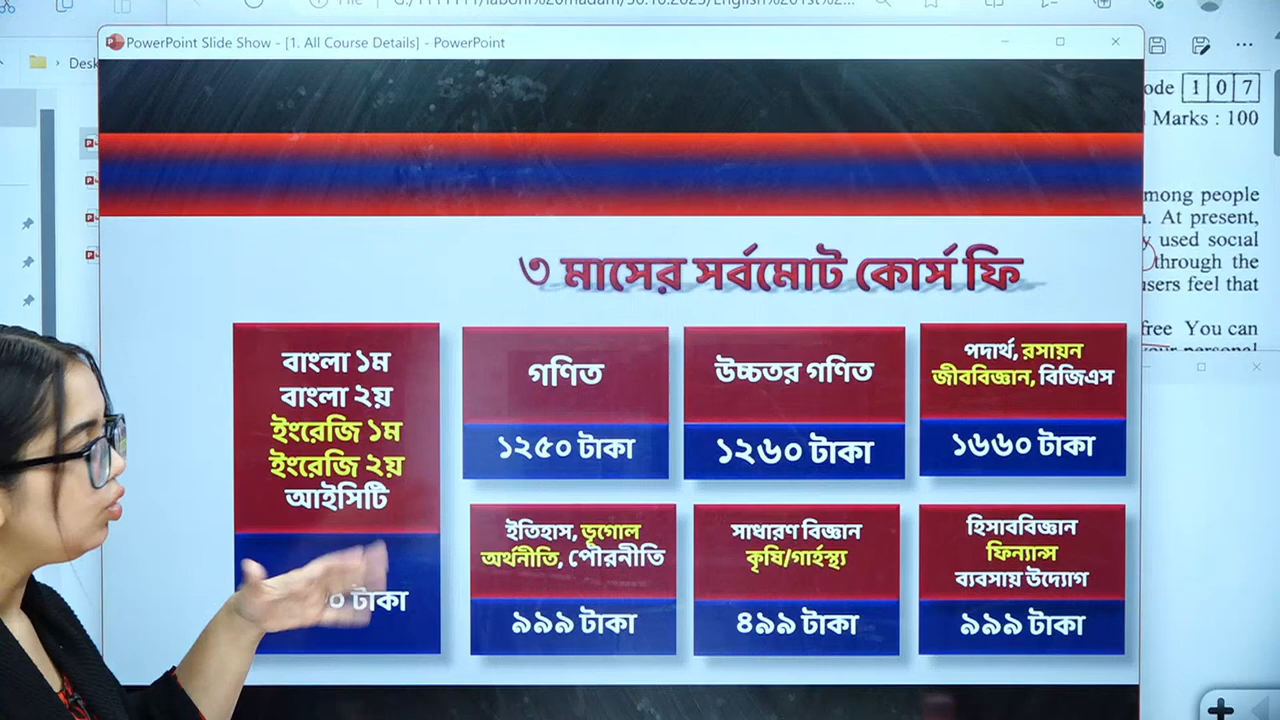 PowerPoint Slide Show - [1. All Course Details] - PowerPoint
Desk
ode 1 0 7
Marks : 100
mong people
At present,
used social
through the
sers feel that
free You can
৩ মাসের সর্বমোট কোর্স ফি
বাংলা ১ম
বাংলা ২য়
ইংরেজি ১ম
ইংরেজি ২য়
আইসিটি
০ টাকা
গণিত
১২৫০ টাকা
উচ্চতর গণিত
১২৬০ টাকা
পদার্থ, রসায়ন
জীববিজ্ঞান, বিজিএস
১৬৬০ টাকা
ইতিহাস, ভূগোল
অর্থনীতি, পৌরনীতি
৯৯৯ টাকা
সাধারণ বিজ্ঞান
কৃষি/গার্হস্থ্য
৪৯৯ টাকা
হিসাববিজ্ঞান
ফিন্যান্স
ব্যবসায় উদ্যোগ
৯৯৯ টাকা